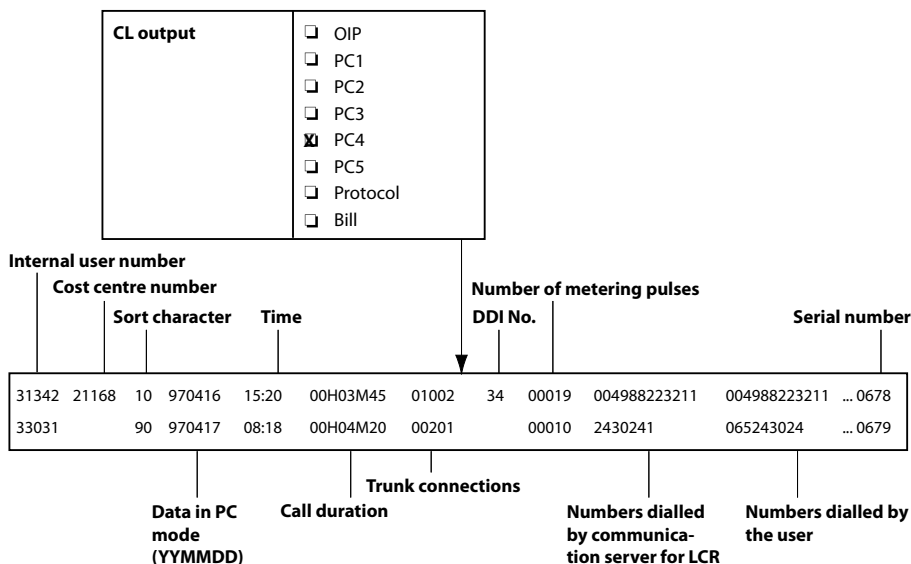 CL output
OIP
PC1
PC2
PC3
X PC4
PC5
Protocol
Bill
Internal user number
Cost centre number
Number of metering pulses
Sort character Time DDI No. Serial number
31342 21168 10 970416 15:20 00H03M45 01002 34 00019 004988223211 004988223211 ... 0678
33031 90 970417 08:18 00H04M20 00201 00010 2430241 065243024 ... 0679
Trunk connections
Data in PC
mode
(YYMMDD)
Call duration
Numbers dialled
by communica-
tion server for LCR
Numbers dialled by
the user